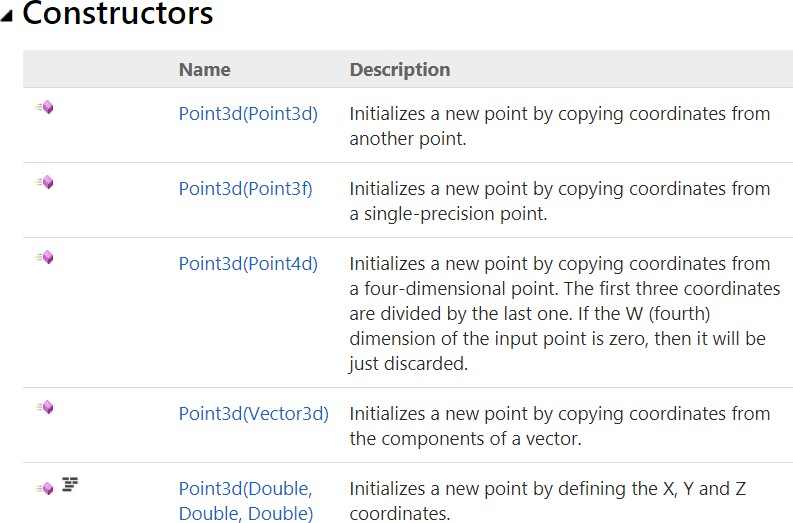 Constructors
Name Description
Point3d(Point3d) Initializes a new point by copying coordinates from
another point.
Point3d(Point3f) Initializes a new point by copying coordinates from
a single-precision point.
Point3d(Point4d) Initializes a new point by copying coordinates from
a four-dimensional point. The first three coordinates
are divided by the last one. If the W (fourth)
dimension of the input point is zero, then it will be
just discarded.
Point3d(Vector3d) Initializes a new point by copying coordinates from
the components of a vector.
Point3d(Double, Initializes a new point by defining the X, Y and Z
Double, Double) coordinates.